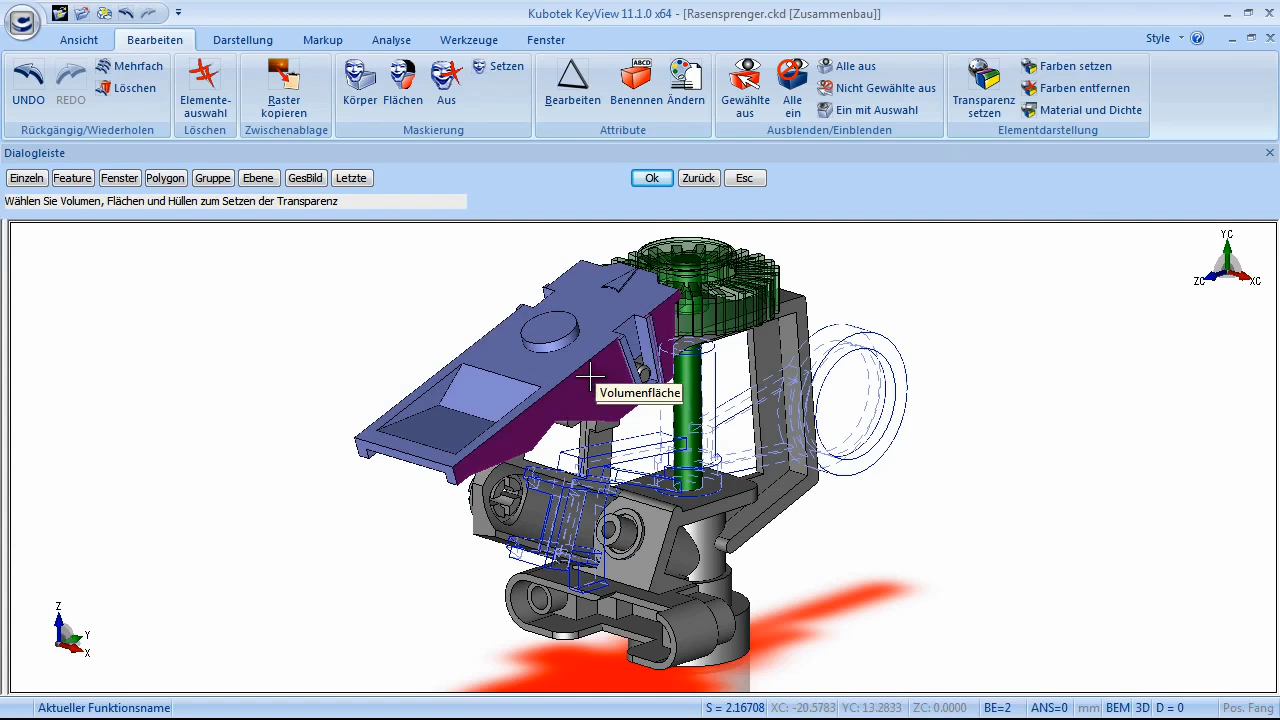 Kubotek KeyView 11.1.0 x64 - [Rasensprenger.ckd [Zusammenbau]]
Ansicht Bearbeiten Darstellung Markup Analyse Werkzeuge Fenster Style
UNDO REDO Mehrfach Löschen
Rückgängig/Wiederholen
Elemente-
auswahl
Löschen
Raster
kopieren
Zwischenablage
Körper Flächen Aus Setzen
Maskierung
ABCD
Bearbeiten Benennen Ändern
Attribute
Gewählte
aus
Alle
ein
Alle aus
Nicht Gewählte aus
Ein mit Auswahl
Ausblenden/Einblenden
Transparenz
setzen
Farben setzen
Farben entfernen
Material und Dichte
Elementdarstellung
Dialogleiste
Einzeln Feature Fenster Polygon Gruppe Ebene GesBild Letzte Ok Zurück Esc
Wählen Sie Volumen, Flächen und Hüllen zum Setzen der Transparenz
YC
ZC XC
Volumenfläche
Z
Y
X
Aktueller Funktionsname S = 2.16708 XC: -20.5783 YC: 13.2833 ZC: 0.0000 BE=2 ANS=0 mm BEM 3D D = 0 Pos. Fang